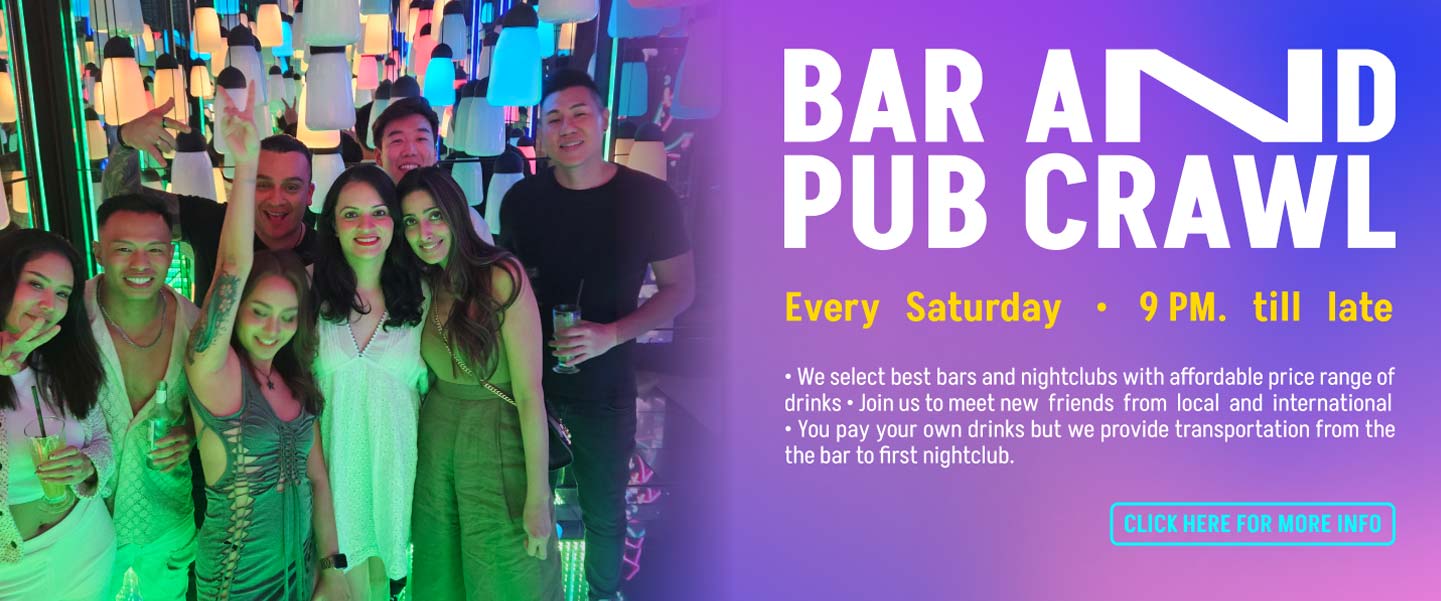 BAR AND
PUB CRAWL
Every Saturday • 9 PM. till late
• We select best bars and nightclubs with affordable price range of
drinks • Join us to meet new friends from local and international
• You pay your own drinks but we provide transportation from the
the bar to first nightclub.
CLICK HERE FOR MORE INFO